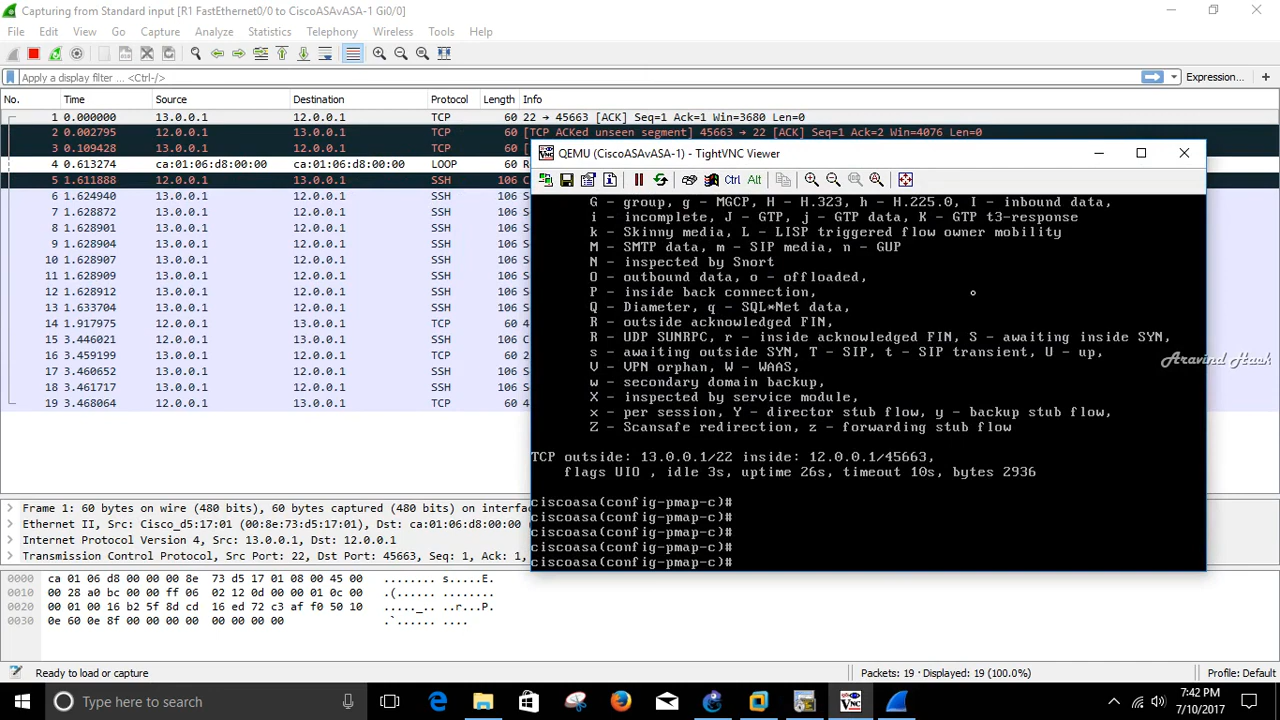 Capturing from Standard input [R1 FastEthernet0/0 to CiscoASAvASA-1 Gi0/0]
File Edit View Go Capture Analyze Statistics Telephony Wireless Tools Help
Apply a display filter ... <Ctrl-/>
Expression...
No. Time Source Destination Protocol Length Info
1 0.000000 13.0.0.1 12.0.0.1 TCP 60 22 → 45663 [ACK] Seq=1 Ack=1 Win=3680 Len=0
2 0.002795 12.0.0.1 13.0.0.1 TCP 60 [TCP ACKed unseen segment] 45663 → 22 [ACK] Seq=1 Ack=2 Win=4076 Len=0
3 0.109428 13.0.0.1 12.0.0.1 TCP 60 [
4 0.613274 ca:01:06:d8:00:00 ca:01:06:d8:00:00 LOOP 60 R
5 1.611888 12.0.0.1 13.0.0.1 SSH 106 C
6 1.624940 13.0.0.1 12.0.0.1 SSH 106 S
7 1.628872 12.0.0.1 13.0.0.1 SSH 106 C
8 1.628901 12.0.0.1 13.0.0.1 SSH 106 C
9 1.628904 12.0.0.1 13.0.0.1 SSH 106 C
10 1.628907 12.0.0.1 13.0.0.1 SSH 106 C
11 1.628909 12.0.0.1 13.0.0.1 SSH 106 C
12 1.628912 12.0.0.1 13.0.0.1 SSH 106 C
13 1.633704 13.0.0.1 12.0.0.1 SSH 106 S
14 1.917975 13.0.0.1 12.0.0.1 TCP 60 2
15 3.446021 12.0.0.1 13.0.0.1 SSH 106 C
16 3.459199 13.0.0.1 12.0.0.1 TCP 60 2
17 3.460652 13.0.0.1 12.0.0.1 SSH 106 S
18 3.461717 13.0.0.1 12.0.0.1 SSH 106 S
19 3.468064 12.0.0.1 13.0.0.1 TCP 60 4
QEMU (CiscoASAvASA-1) - TightVNC Viewer
Ctrl Alt
G - group, g - MGCP, H - H.323, h - H.225.0, I - inbound data,
i - incomplete, J - GTP, j - GTP data, K - GTP t3-response
k - Skinny media, L - LISP triggered flow owner mobility
M - SMTP data, m - SIP media, n - GUP
N - inspected by Snort
O - outbound data, o - offloaded,
P - inside back connection,
Q - Diameter, q - SQL*Net data,
R - outside acknowledged FIN,
R - UDP SUNRPC, r - inside acknowledged FIN, S - awaiting inside SYN,
s - awaiting outside SYN, T - SIP, t - SIP transient, U - up,
V - VPN orphan, W - WAAS,
w - secondary domain backup,
X - inspected by service module,
x - per session, Y - director stub flow, y - backup stub flow,
Z - Scansafe redirection, z - forwarding stub flow
TCP outside: 13.0.0.1/22 inside: 12.0.0.1/45663,
flags UIO , idle 3s, uptime 26s, timeout 10s, bytes 2936
ciscoasa(config-pmap-c)#
ciscoasa(config-pmap-c)#
ciscoasa(config-pmap-c)#
ciscoasa(config-pmap-c)#
ciscoasa(config-pmap-c)#
Aravind Hask
Frame 1: 60 bytes on wire (480 bits), 60 bytes captured (480 bits) on interf
Ethernet II, Src: Cisco_d5:17:01 (00:8e:73:d5:17:01), Dst: ca:01:06:d8:00:00
Internet Protocol Version 4, Src: 13.0.0.1, Dst: 12.0.0.1
Transmission Control Protocol, Src Port: 22, Dst Port: 45663, Seq: 1, Ack: 1,
0000 ca 01 06 d8 00 00 00 8e 73 d5 17 01 08 00 45 00 ........ s.....E.
0010 00 28 a0 bc 00 00 ff 06 02 12 0d 00 00 01 0c 00 .(...... ........
0020 00 01 00 16 b2 5f 8d cd 16 ed 72 c3 af f0 50 10 ....._.. ..r...P.
0030 0e 60 0e 8f 00 00 00 00 00 00 00 00 .`...... ....
Ready to load or capture
Packets: 19 · Displayed: 19 (100.0%)
Profile: Default
Type here to search
7:42 PM
7/10/2017